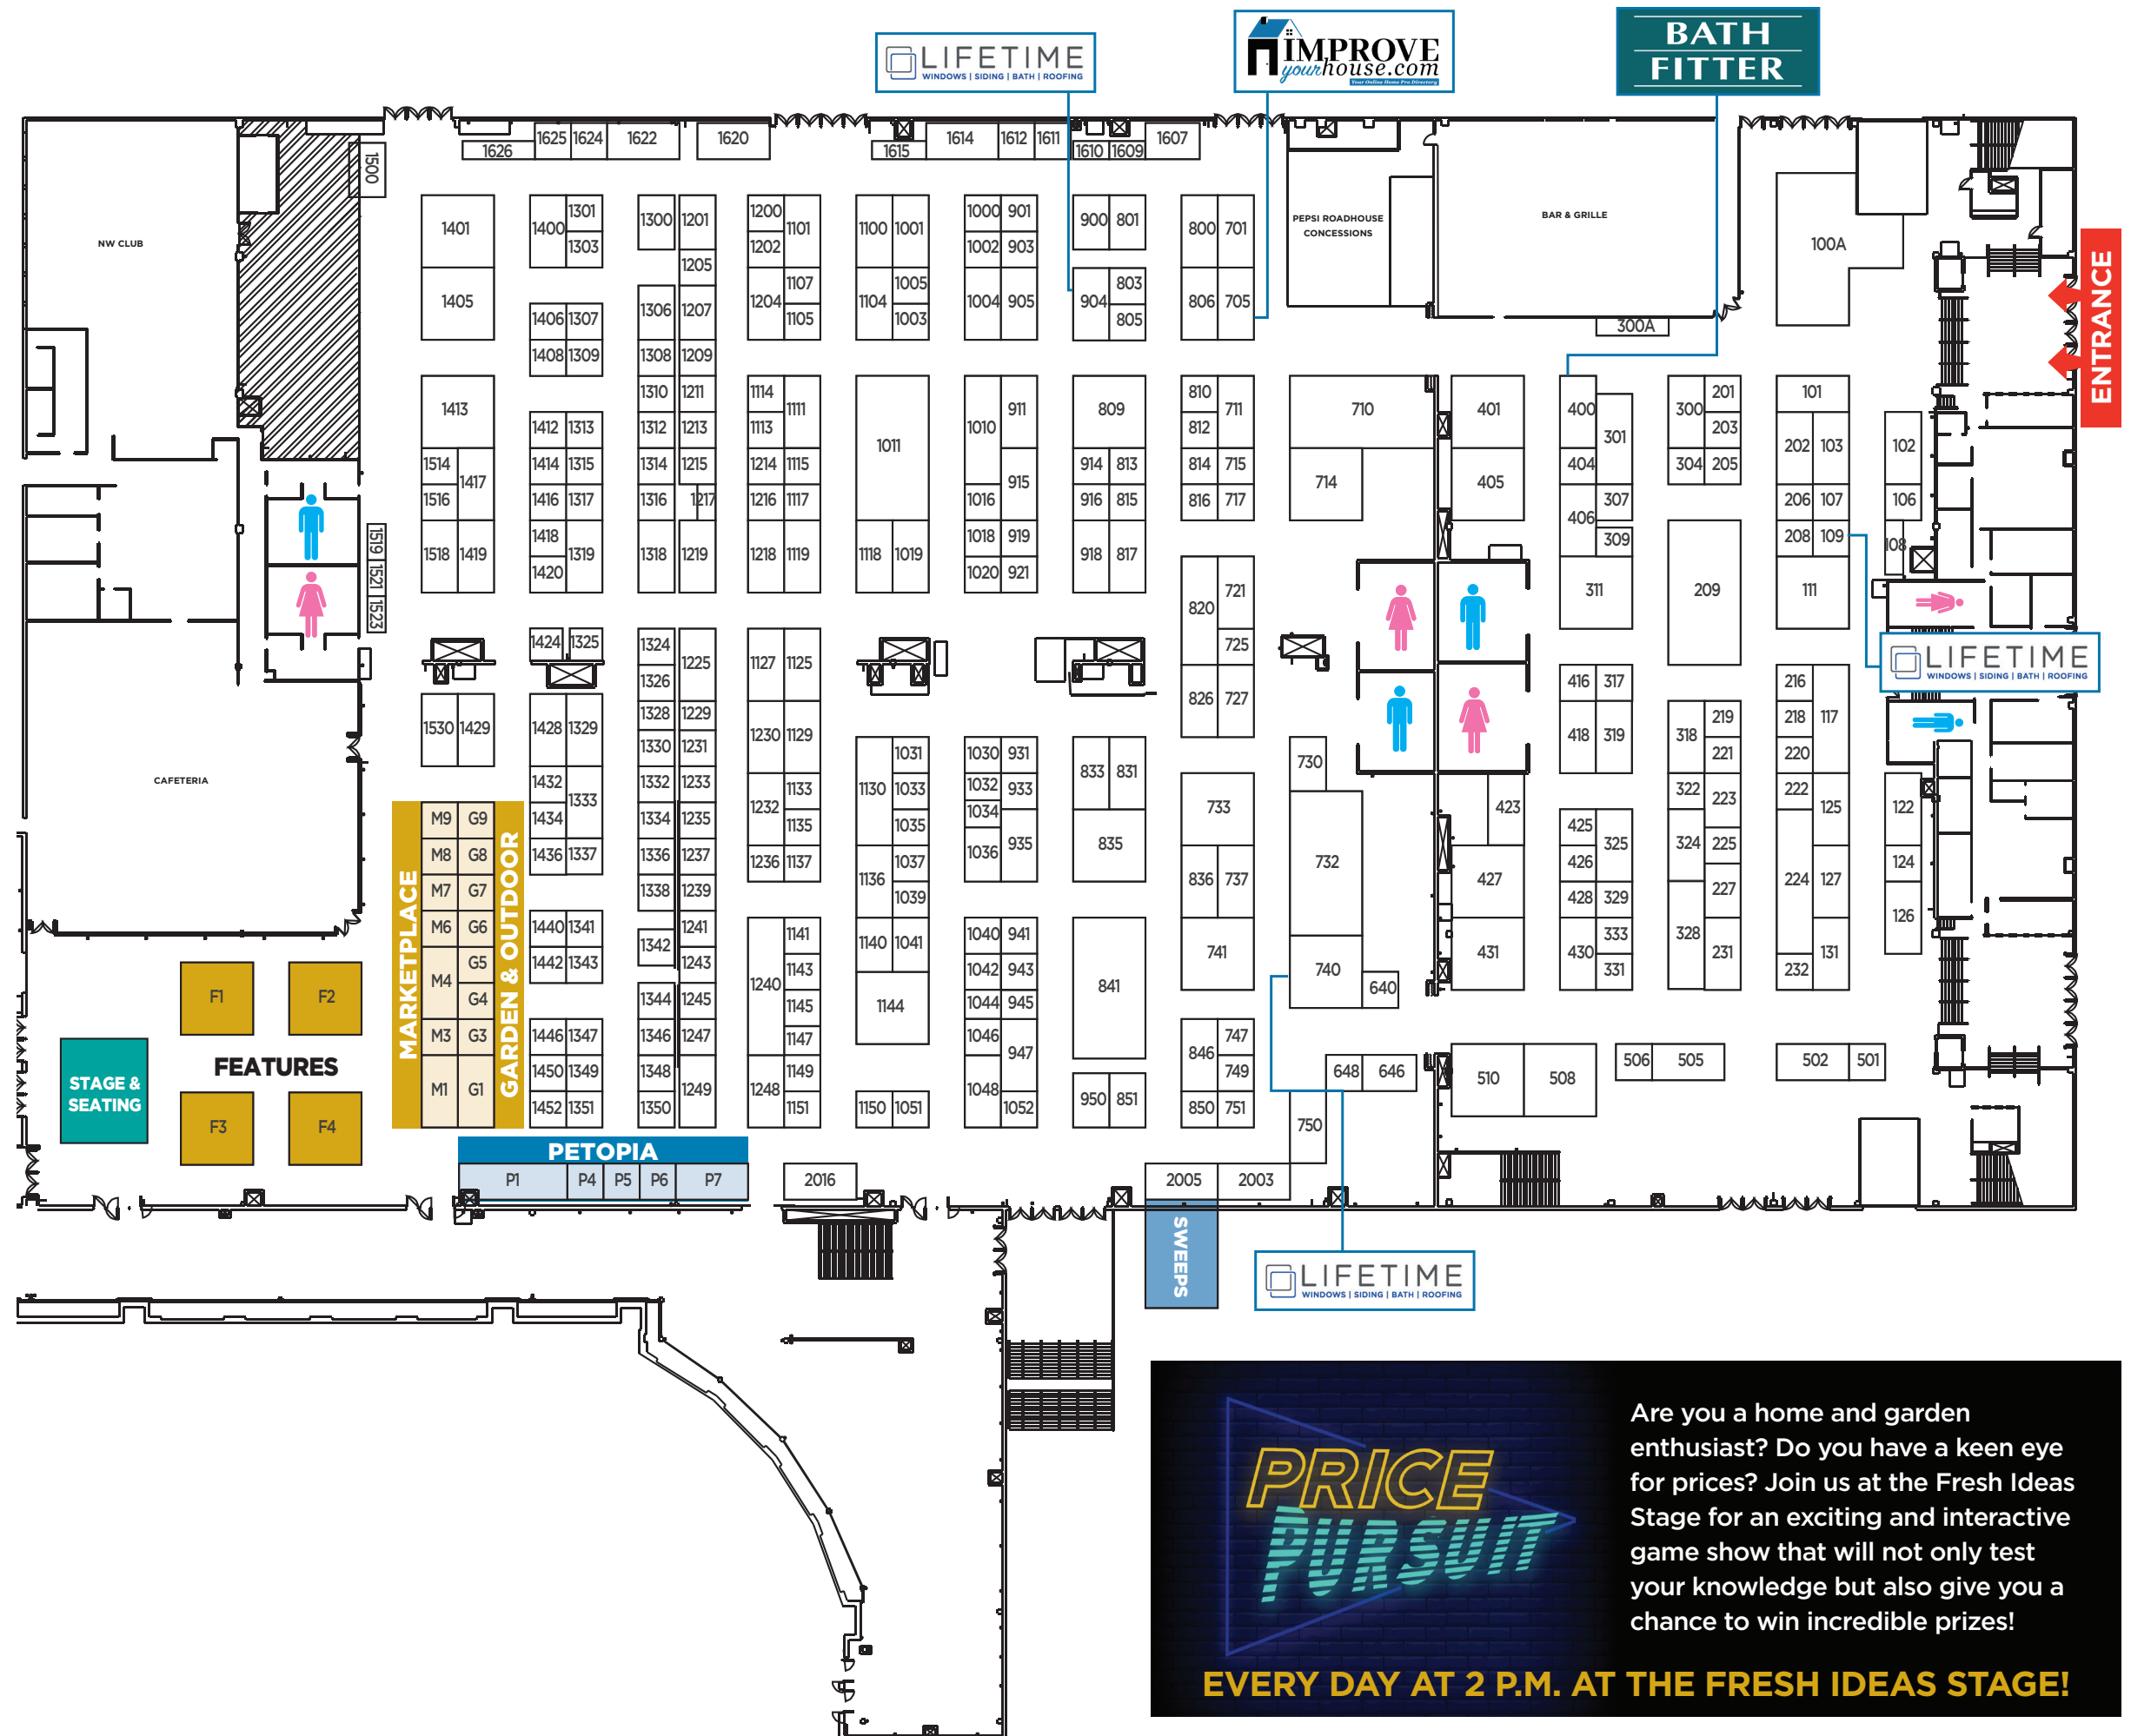 LIFETIME
WINDOWS | SIDING | BATH | ROOFING
IMPROVE
yourhouse.com
Your Online Home Pro Directory
BATH
FITTER
1625 1624 1622 1620 1614 1612 1611 1607
1626 1615 1610 1609
1500
NW CLUB
PEPSI ROADHOUSE
CONCESSIONS
BAR & GRILLE
100A
300A
ENTRANCE
1401 1400 1301 1300 1201 1200 1101 1100 1001 1000 901 900 801 800 701
1303 1202 1002 903
1205
1405 1306 1207 1204 1107 1104 1005 1004 905 904 803 806 705
1406 1307 1105 1003 805
1408 1309 1308 1209
1413 1310 1211 1114 1111 911 809 810 711 710 401 400 300 201 101
1412 1313 1312 1213 1113 1011 1010 812 301 203 202 103 102
1514 1417 1414 1315 1314 1215 1214 1115 915 914 813 814 715 714 405 404 304 205
1516 1416 1317 1316 1217 1216 1117 1016 916 815 816 717 406 307 206 107 106
1518 1419 1418 1319 1318 1219 1218 1119 1118 1019 1018 919 918 817 309 208 109 108
1420 1020 921
1519 1521 1523
820 721 311 209 111
725
1424 1325 1324 1225 1127 1125
1326 826 727 416 317 216
LIFETIME
WINDOWS | SIDING | BATH | ROOFING
1530 1429 1428 1329 1328 1229 1230 1129 418 319 318 219 218 117
1330 1231 1031 1030 931 833 831 730 221 220
CAFETERIA
1432 1333 1332 1233 1232 1133 1130 1033 1032 933 733 423 322 223 222 125 122
M9 G9 1434 1334 1235 1135 1035 1034 935 835 425 325 324 225
M8 G8 1436 1337 1336 1237 1236 1137 1136 1037 1036 732 426 124
M7 G7 1338 1239 1039 836 737 427 428 329 227 224 127
M6 G6 1440 1341 1342 1241 1141 1140 1041 1040 941 741 333 328 126
G5 1442 1343 1243 1143 1042 943 740 431 430 331 231 232 131
M4 G4 1344 1245 1240 1145 1144 1044 945 841 640
M3 G3 1446 1347 1346 1247 1147 1046 947 846 747
M1 G1 1450 1349 1348 1249 1248 1149 1048 950 851 749 648 646 510 508 506 505 502 501
1452 1351 1350 1151 1150 1051 1052 850 751 750
MARKETPLACE
GARDEN & OUTDOOR
F1 F2
FEATURES
STAGE &
SEATING
F3 F4
PETOPIA
P1 P4 P5 P6 P7 2016 2005 2003
SWEEPS
LIFETIME
WINDOWS | SIDING | BATH | ROOFING
PRICE
PURSUIT
Are you a home and garden
enthusiast? Do you have a keen eye
for prices? Join us at the Fresh Ideas
Stage for an exciting and interactive
game show that will not only test
your knowledge but also give you a
chance to win incredible prizes!
EVERY DAY AT 2 P.M. AT THE FRESH IDEAS STAGE!